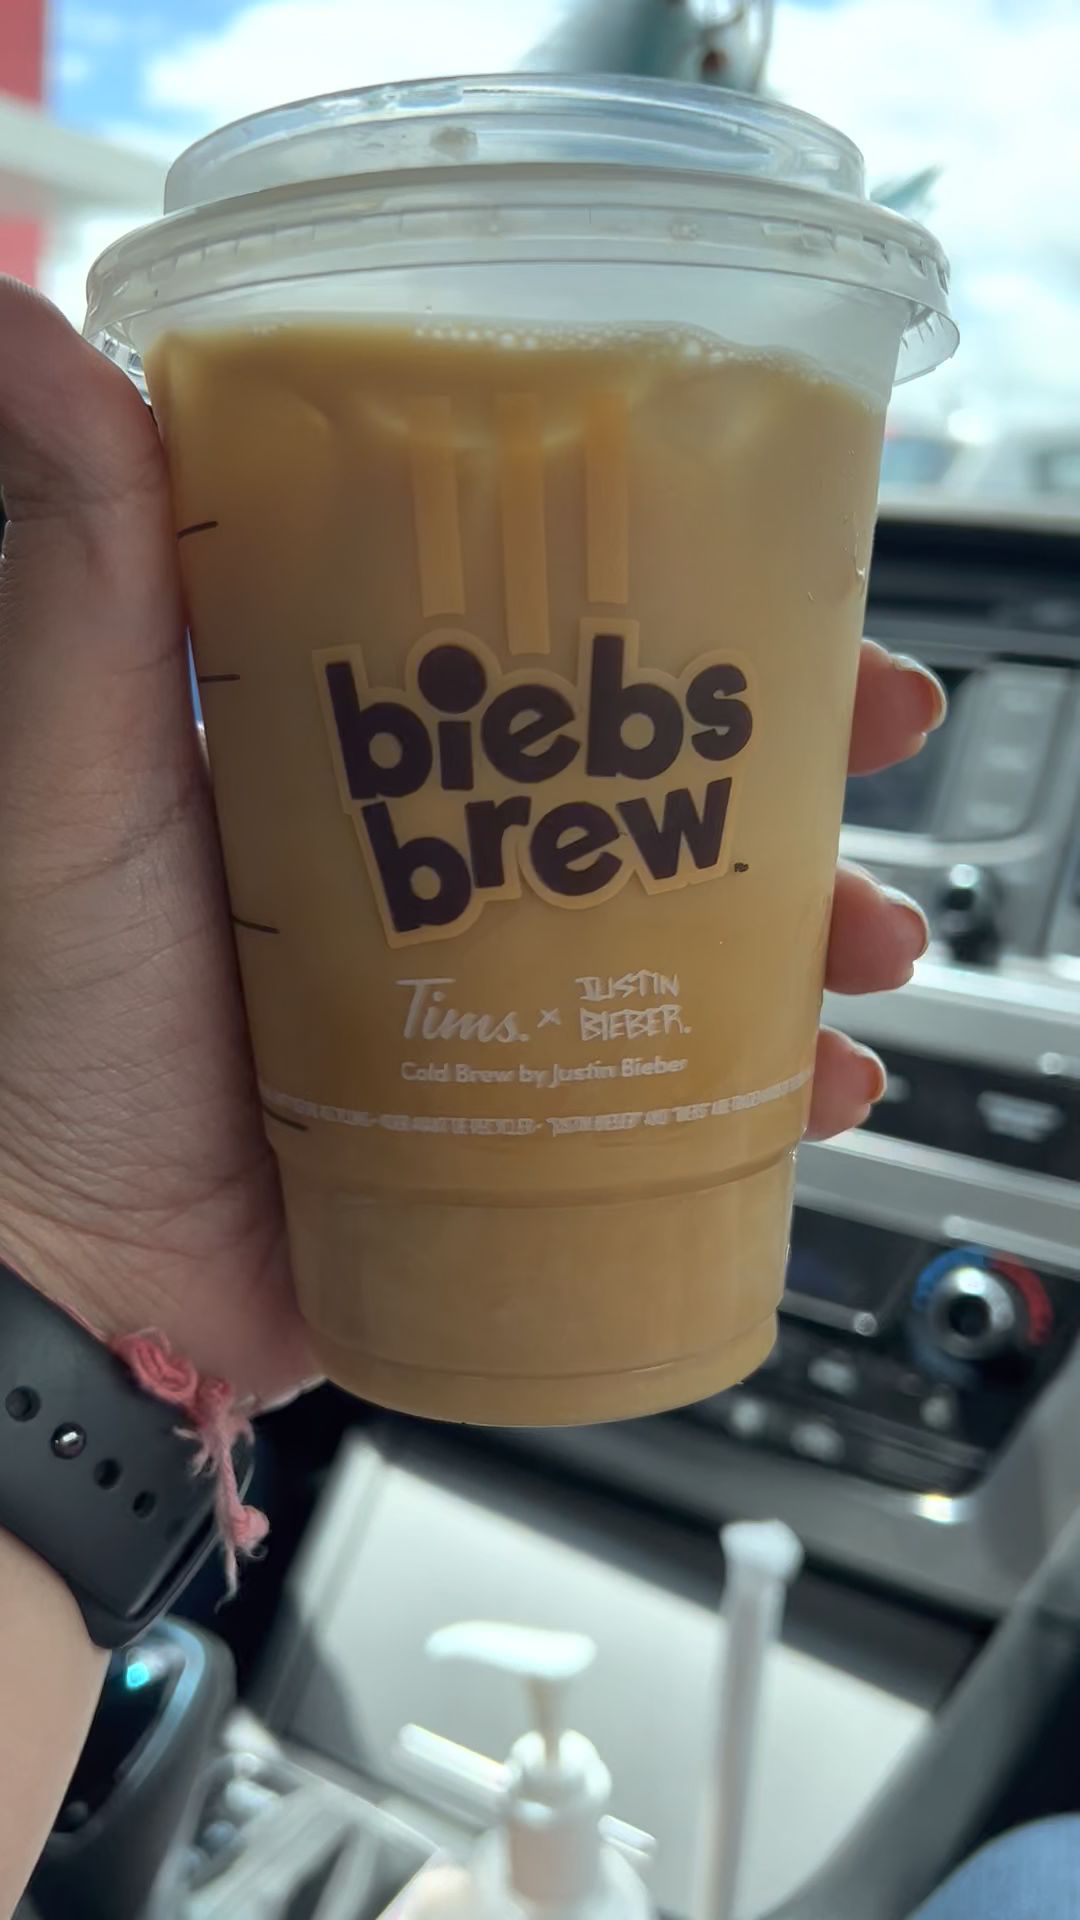 biebs
brew
Tims. x JUSTIN
BIEBER.
Cold Brew by Justin Bieber